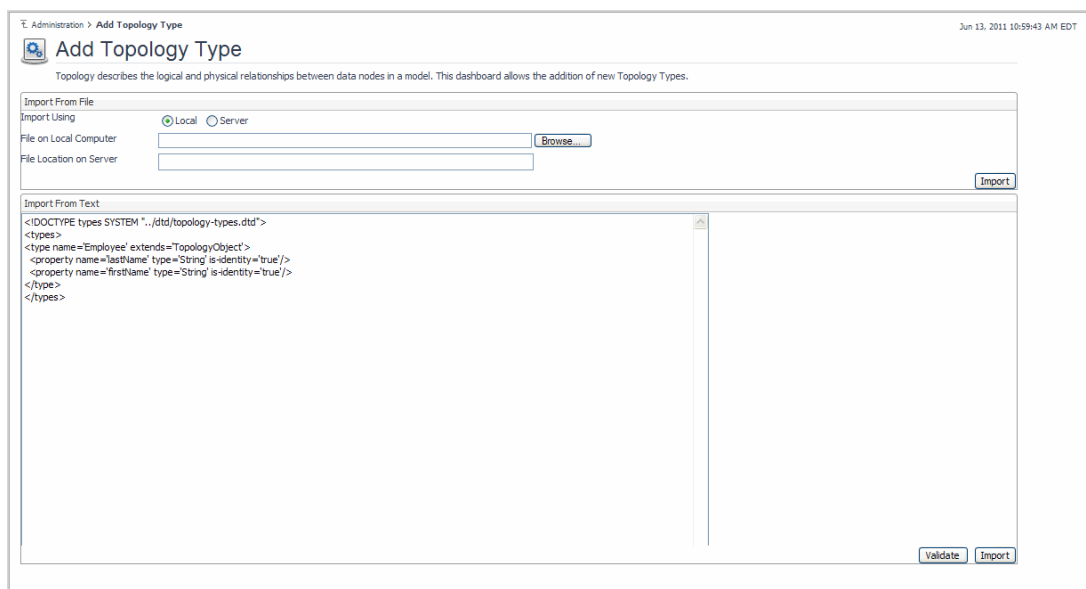 Administration > Add Topology Type
Jun 13, 2011 10:59:43 AM EDT
Add Topology Type
Topology describes the logical and physical relationships between data nodes in a model. This dashboard allows the addition of new Topology Types.
Import From File
Import Using
Local Server
File on Local Computer
Browse...
File Location on Server
Import
Import From Text
<!DOCTYPE types SYSTEM "../dtd/topology-types.dtd">
<types>
<type name='Employee' extends='TopologyObject'>
<property name='lastName' type='String' is-identity='true'/>
<property name='firstName' type='String' is-identity='true'/>
</type>
</types>
Validate Import